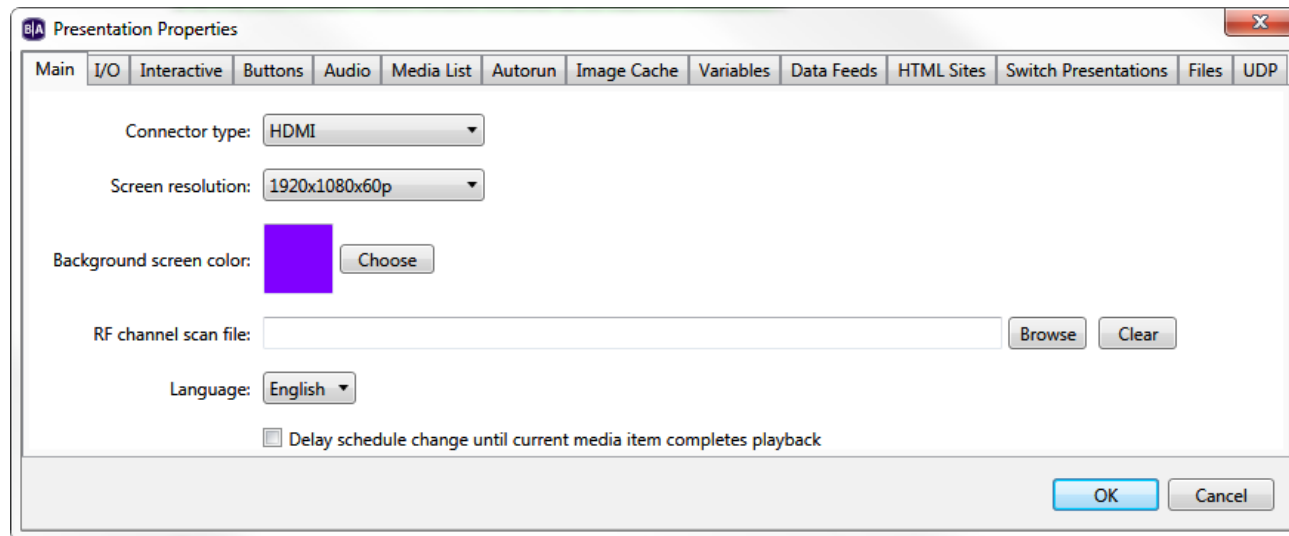 B|A Presentation Properties
Main I/O Interactive Buttons Audio Media List Autorun Image Cache Variables Data Feeds HTML Sites Switch Presentations Files UDP
Connector type: HDMI
Screen resolution: 1920x1080x60p
Background screen color: Choose
RF channel scan file: Browse Clear
Language: English
Delay schedule change until current media item completes playback
OK Cancel